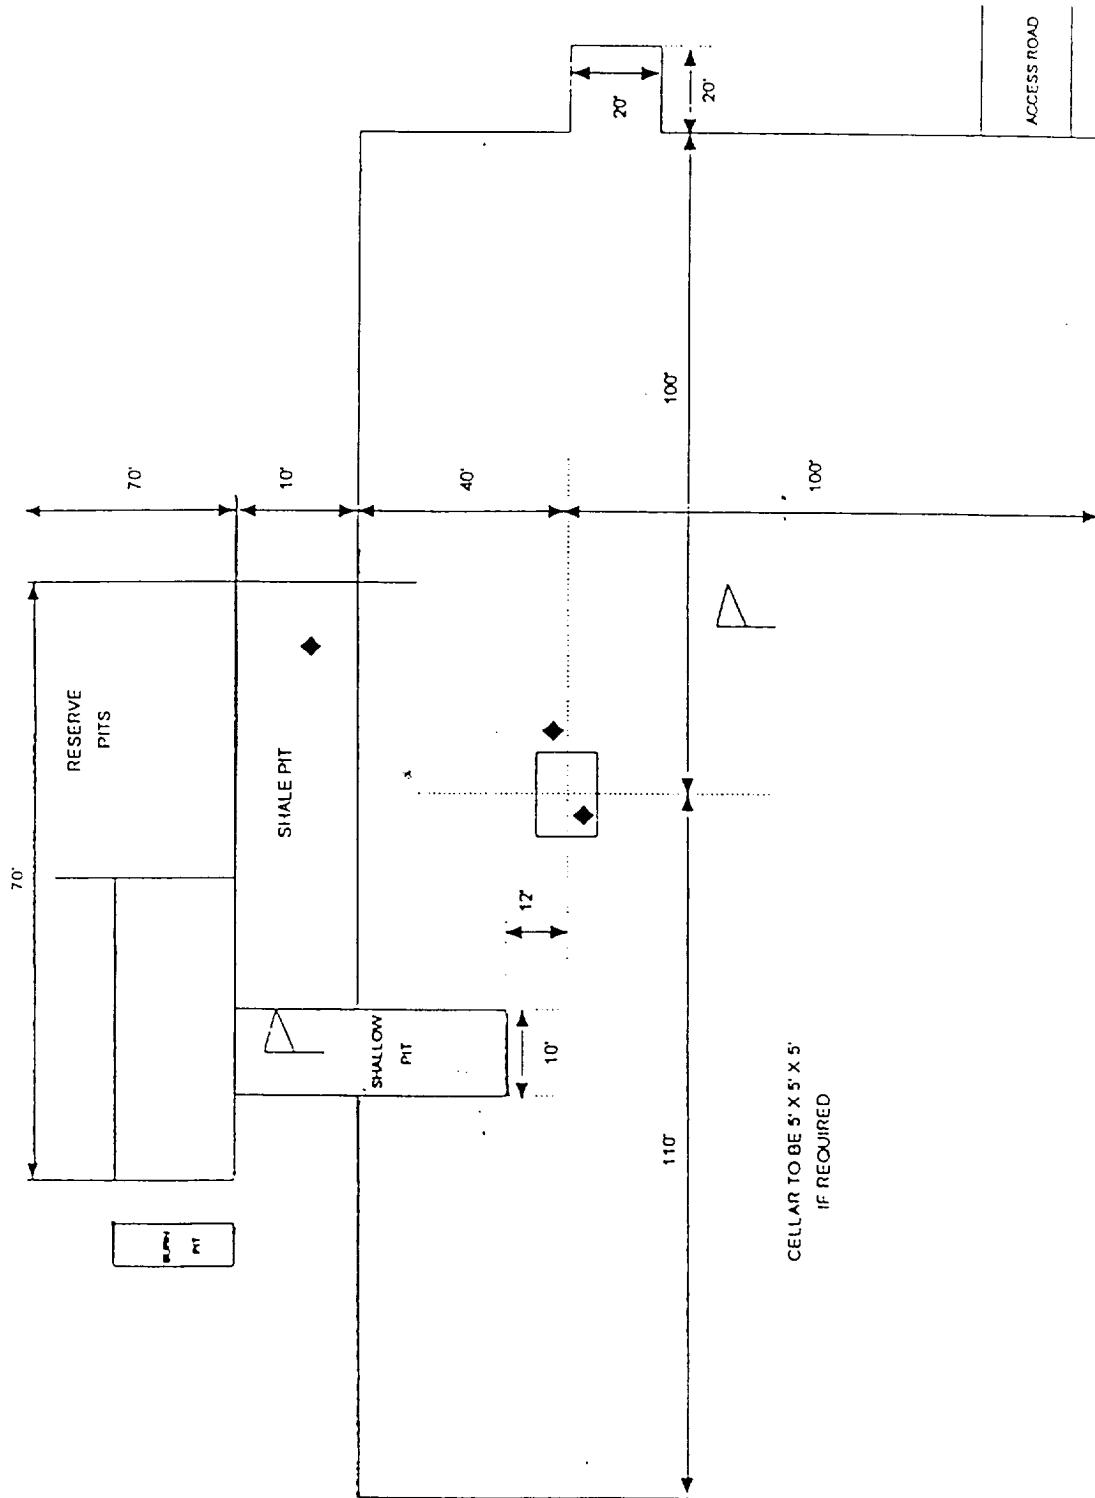 ACCESS ROAD
20'
20'
100'
70'
10'
40'
100'
70'
RESERVE
PITS
SHALE PIT
12'
SHALLOW
PIT
10'
110'
BURN
PIT
CELLAR TO BE 5' X 5' X 5'
IF REQUIRED